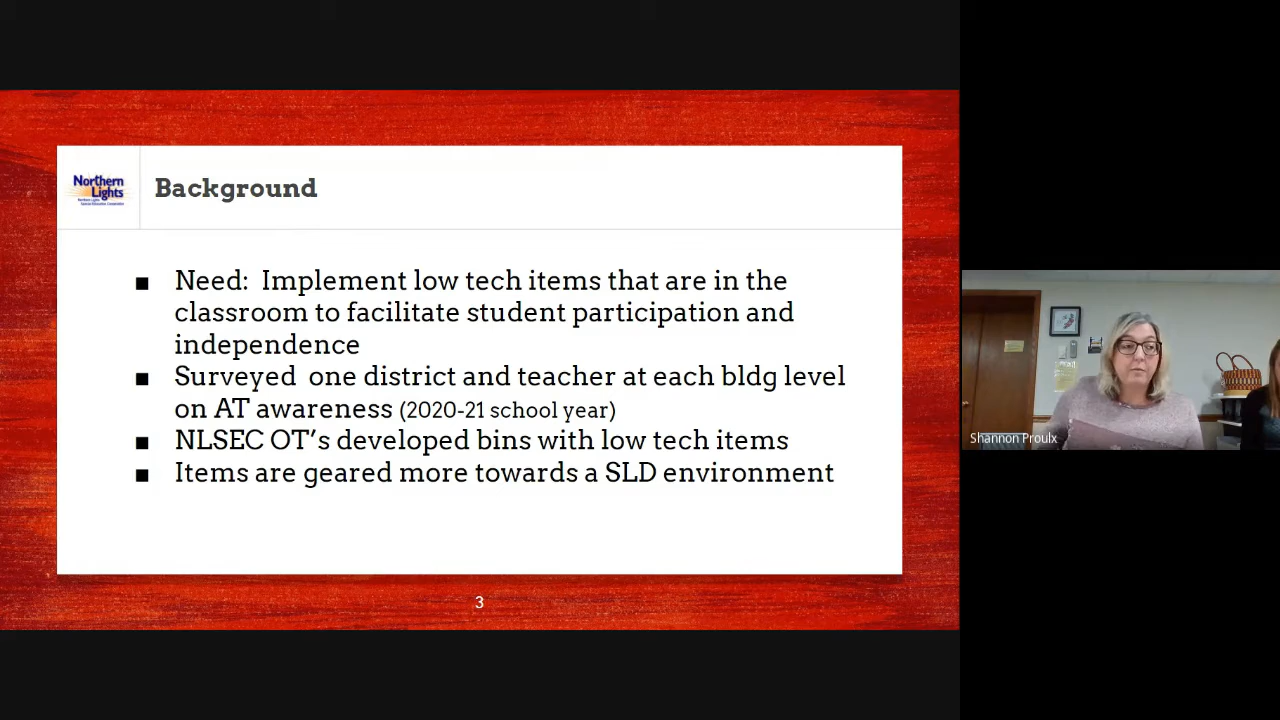 Northern
Lights
Background
■ Need: Implement low tech items that are in the
classroom to facilitate student participation and
independence
■ Surveyed one district and teacher at each bldg level
on AT awareness (2020-21 school year)
■ NLSEC OT’s developed bins with low tech items
■ Items are geared more towards a SLD environment
3
Shannon Proulx